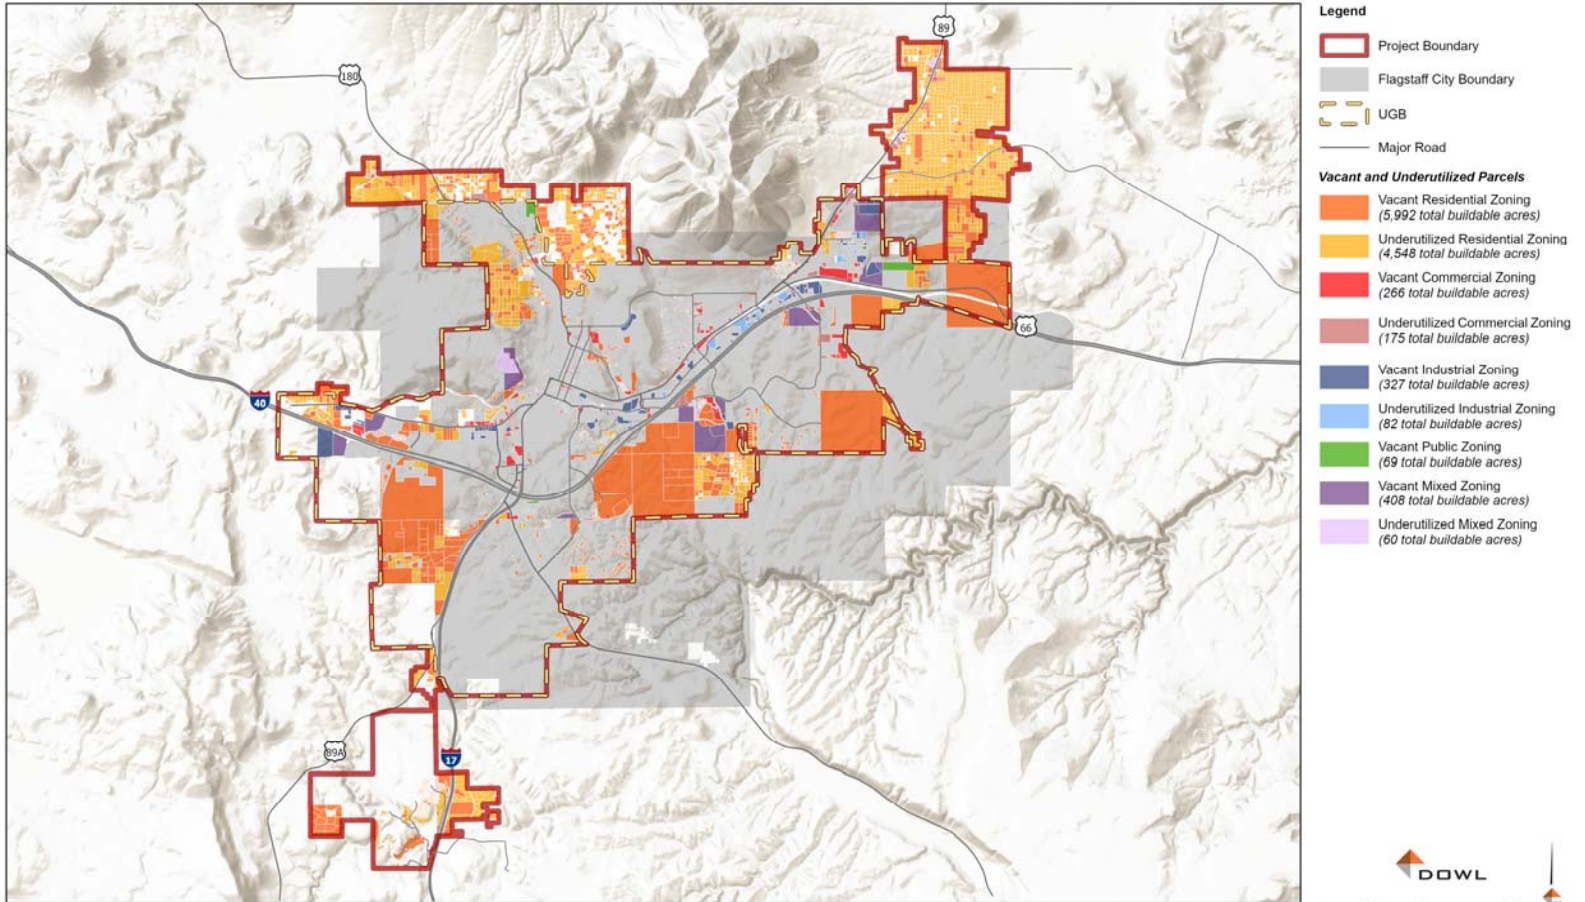 Legend
Project Boundary
Flagstaff City Boundary
UGB
Major Road
Vacant and Underutilized Parcels
Vacant Residential Zoning
(5,992 total buildable acres)
Underutilized Residential Zoning
(4,548 total buildable acres)
Vacant Commercial Zoning
(266 total buildable acres)
Underutilized Commercial Zoning
(175 total buildable acres)
Vacant Industrial Zoning
(327 total buildable acres)
Underutilized Industrial Zoning
(82 total buildable acres)
Vacant Public Zoning
(69 total buildable acres)
Vacant Mixed Zoning
(408 total buildable acres)
Underutilized Mixed Zoning
(60 total buildable acres)
89
180
66
40
89A
17
DOWL